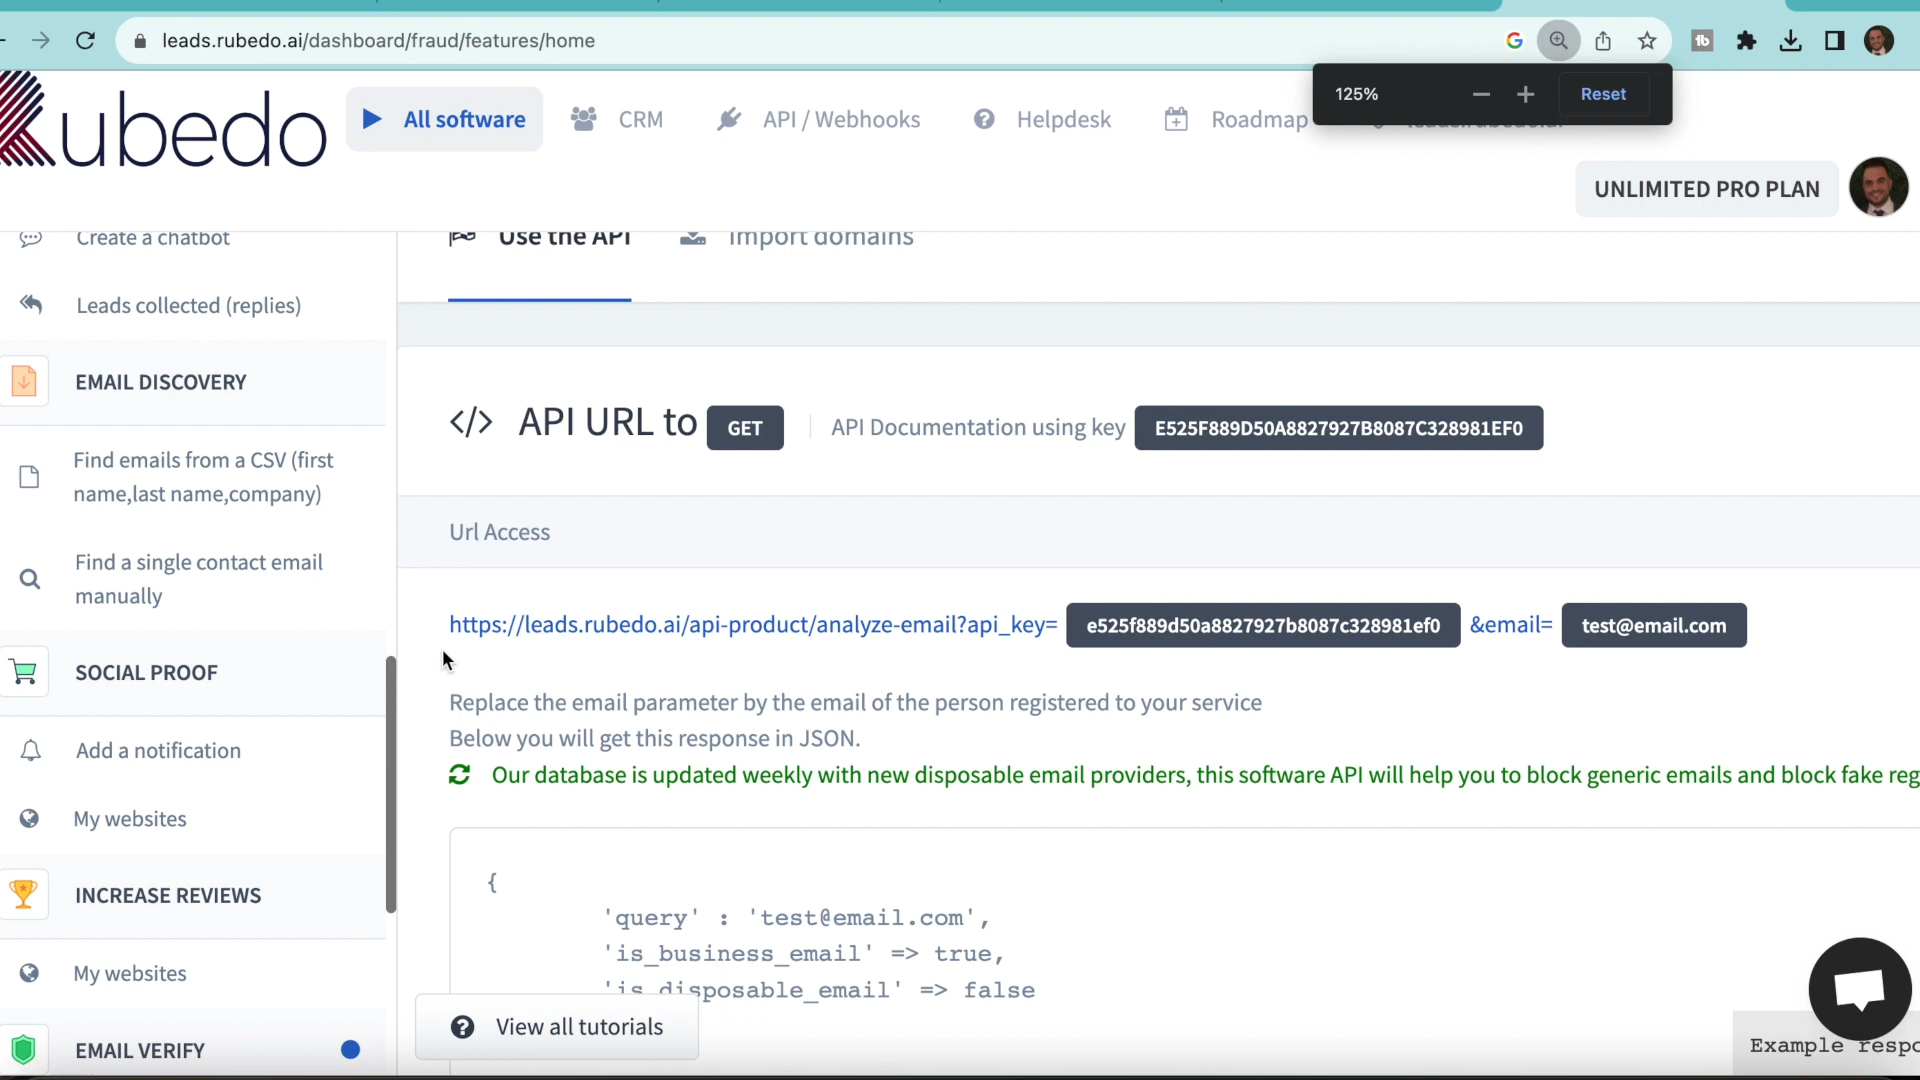 leads.rubedo.ai/dashboard/fraud/features/home
125%
Reset
Rubedo
All software
CRM
API / Webhooks
Helpdesk
Roadmap
leads.rubedo.ai
UNLIMITED PRO PLAN
Create a chatbot
Leads collected (replies)
EMAIL DISCOVERY
Find emails from a CSV (first
name,last name,company)
Find a single contact email
manually
SOCIAL PROOF
Add a notification
My websites
INCREASE REVIEWS
My websites
EMAIL VERIFY
Use the API
Import domains
</> API URL to GET
API Documentation using key E525F889D50A8827927B8087C328981EF0
Url Access
https://leads.rubedo.ai/api-product/analyze-email?api_key= e525f889d50a8827927b8087c328981ef0 &email= test@email.com
Replace the email parameter by the email of the person registered to your service
Below you will get this response in JSON.
Our database is updated weekly with new disposable email providers, this software API will help you to block generic emails and block fake reg
{
'query' : 'test@email.com',
'is_business_email' => true,
'is_disposable_email' => false
View all tutorials
Example respo